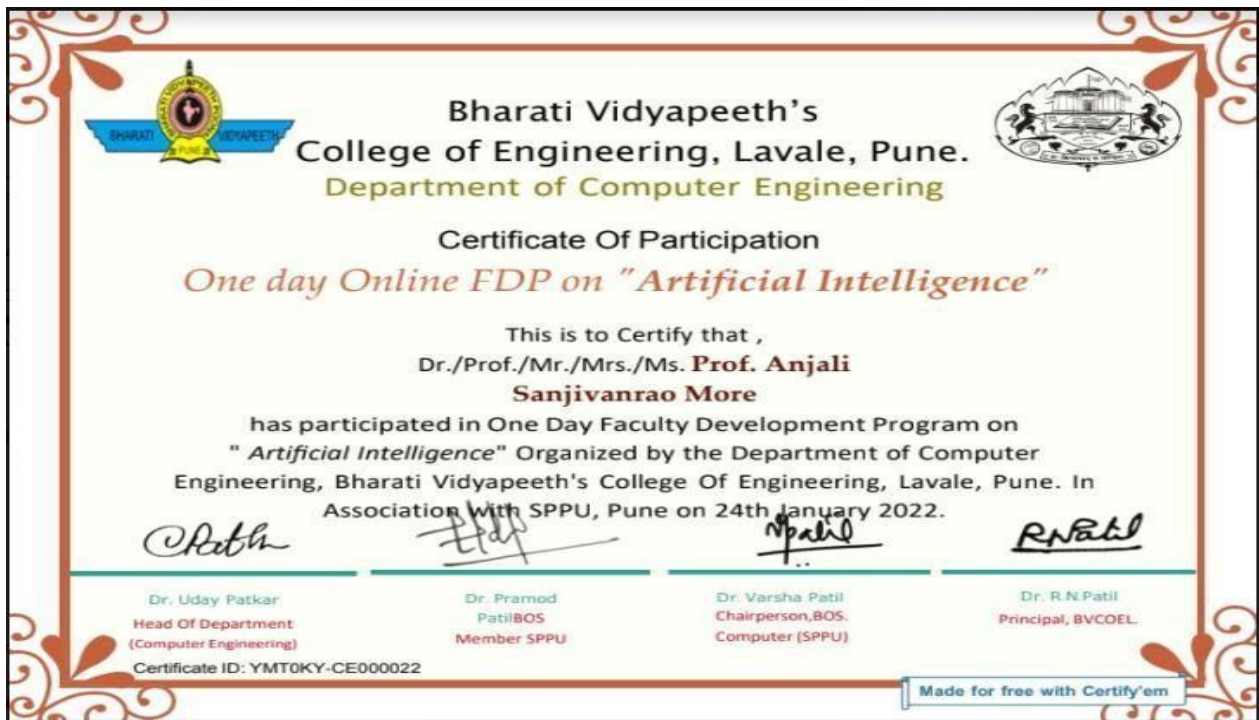 BHARATI VIDYAPEETH
PUNE
Bharati Vidyapeeth's
College of Engineering, Lavale, Pune.
Department of Computer Engineering
Certificate Of Participation
One day Online FDP on "Artificial Intelligence"
This is to Certify that ,
Dr./Prof./Mr./Mrs./Ms. Prof. Anjali
Sanjivanrao More
has participated in One Day Faculty Development Program on
" Artificial Intelligence" Organized by the Department of Computer
Engineering, Bharati Vidyapeeth's College Of Engineering, Lavale, Pune. In
Association with SPPU, Pune on 24th January 2022.
RNPatil
Dr. Uday Patkar
Head Of Department
(Computer Engineering)
Dr. Pramod
PatilBOS
Member SPPU
Dr. Varsha Patil
Chairperson,BOS.
Computer (SPPU)
Dr. R.N.Patil
Principal, BVCOEL.
Certificate ID: YMT0KY-CE000022
Made for free with Certify'em